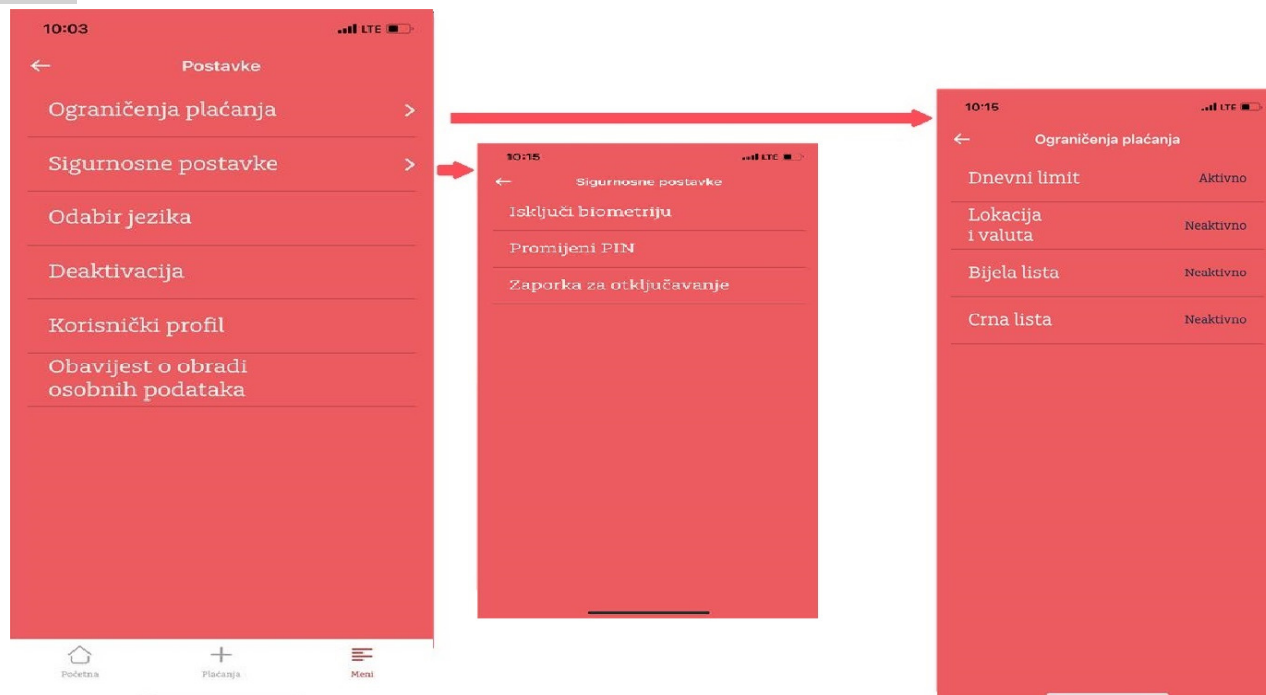 10:03
LTE
Postavke
Ograničenja plaćanja
Sigurnosne postavke
Odabir jezika
Deaktivacija
Korisnički profil
Obavijest o obradi
osobnih podataka
Početna
Plaćanja
Meni
10:15
LTE
Sigurnosne postavke
Isključi biometriju
Promijeni PIN
Zaporka za otključavanje
10:15
LTE
Ograničenja plaćanja
Dnevni limit
Aktivno
Lokacija
i valuta
Neaktivno
Bijela lista
Neaktivno
Crna lista
Neaktivno